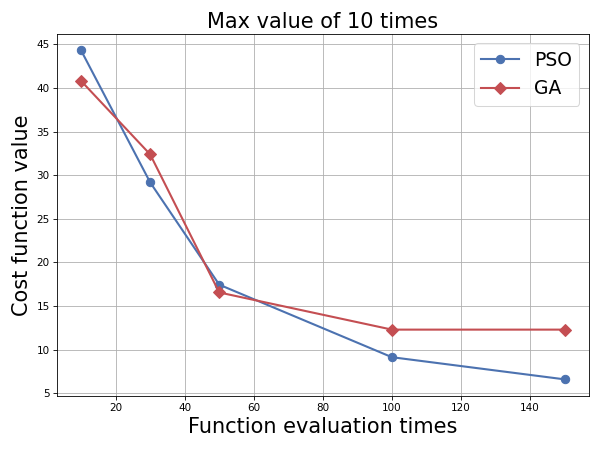 Max value of 10 times
PSO
GA
Cost function value
45
40
35
30
25
20
15
10
5
20 40 60 80 100 120 140
Function evaluation times